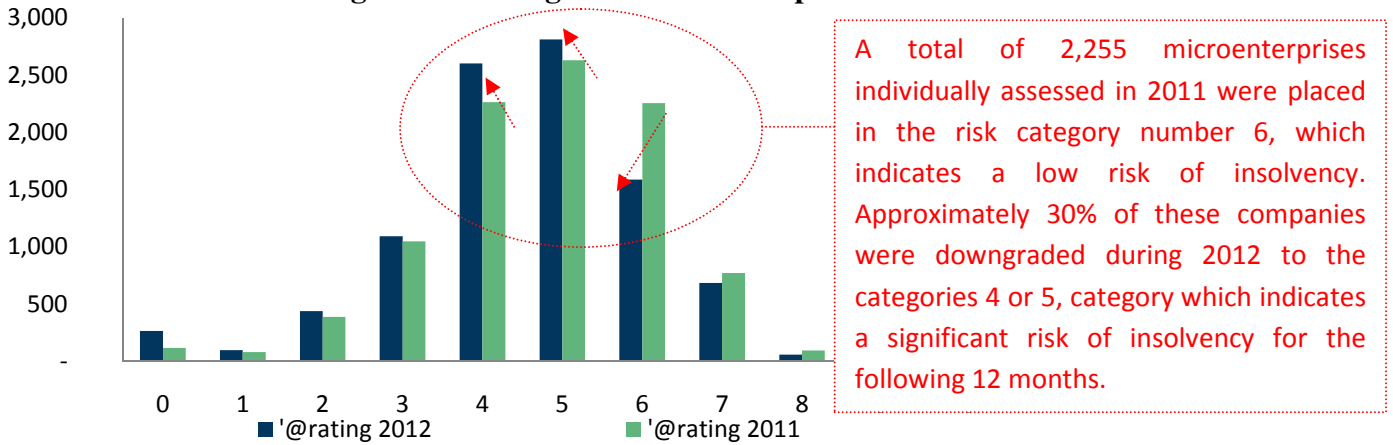 3,000
2,500
2,000
1,500
1,000
500
-
0 1 2 3 4 5 6 7 8
'@rating 2012 '@rating 2011
A total of 2,255 microenterprises
individually assessed in 2011 were placed
in the risk category number 6, which
indicates a low risk of insolvency.
Approximately 30% of these companies
were downgraded during 2012 to the
categories 4 or 5, category which indicates
a significant risk of insolvency for the
following 12 months.